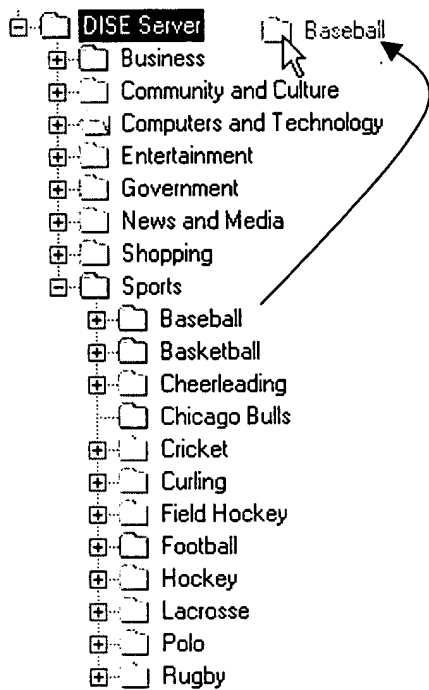 DISE Server
Baseball
Business
Community and Culture
Computers and Technology
Entertainment
Government
News and Media
Shopping
Sports
Baseball
Basketball
Cheerleading
Chicago Bulls
Cricket
Curling
Field Hockey
Football
Hockey
Lacrosse
Polo
Rugby